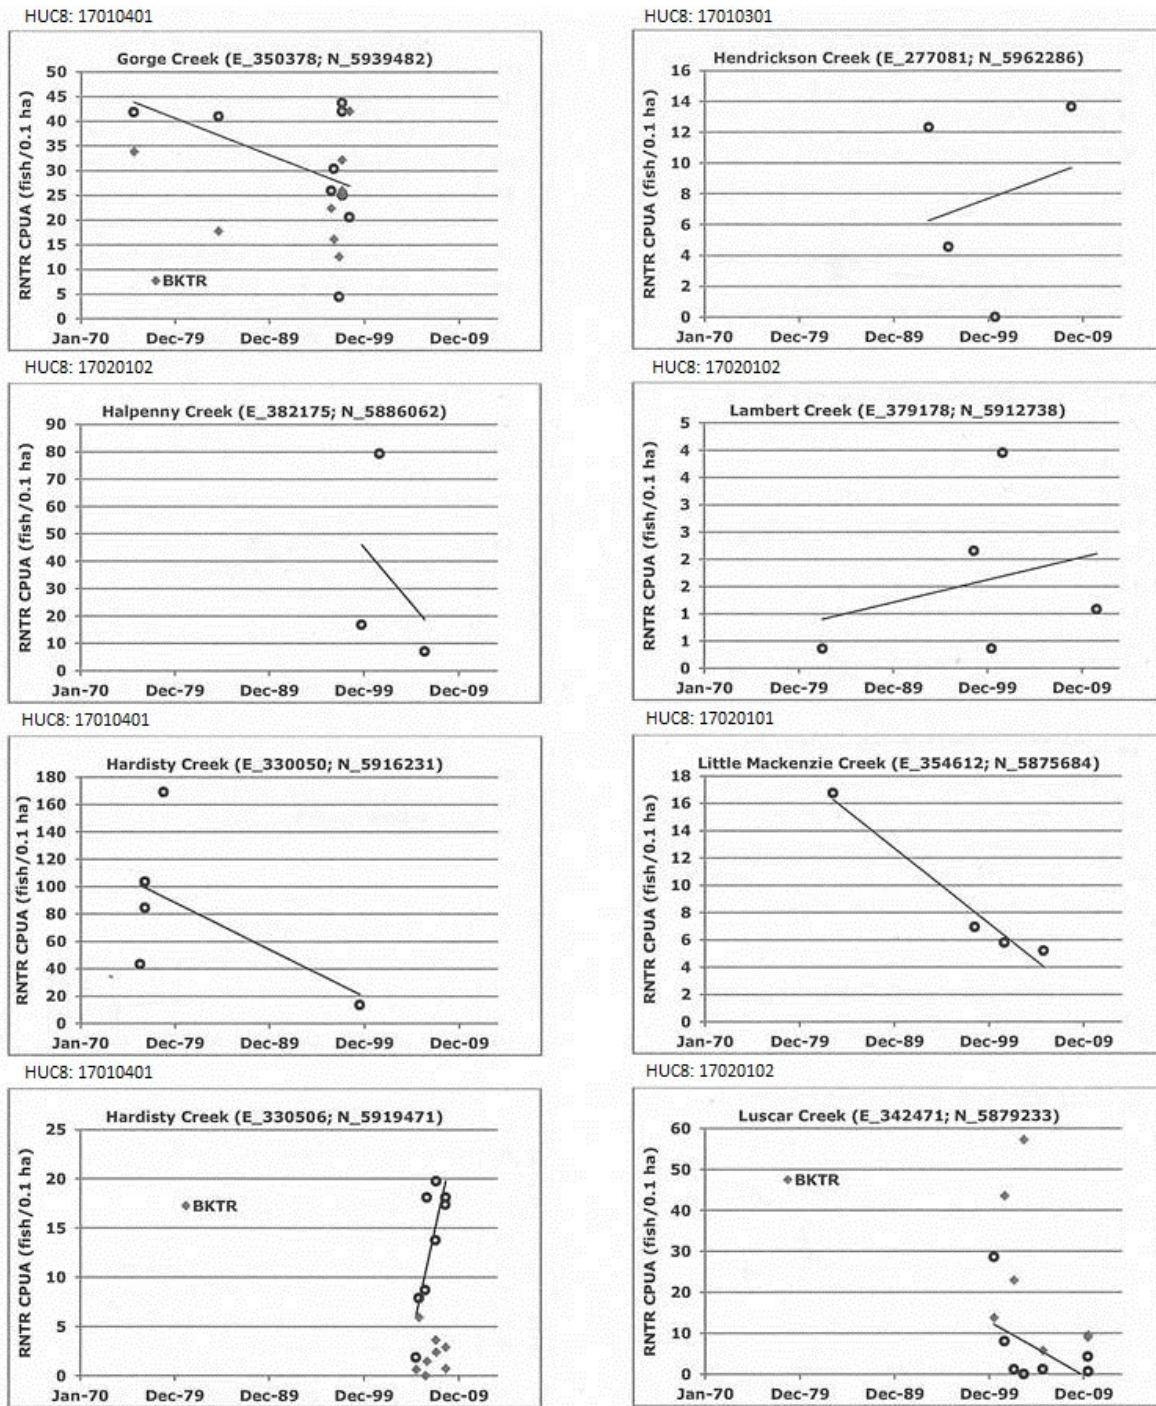 HUC8: 17010401
Gorge Creek (E_350378; N_5939482)
RNTR CPUA (fish/0.1 ha)
50
45
40
35
30
25
20
15
10
5
0
BKTR
Jan-70 Dec-79 Dec-89 Dec-99 Dec-09
HUC8: 17010301
Hendrickson Creek (E_277081; N_5962286)
RNTR CPUA (fish/0.1 ha)
16
14
12
10
8
6
4
2
0
Jan-70 Dec-79 Dec-89 Dec-99 Dec-09
HUC8: 17020102
Halpenny Creek (E_382175; N_5886062)
RNTR CPUA (fish/0.1 ha)
90
80
70
60
50
40
30
20
10
0
Jan-70 Dec-79 Dec-89 Dec-99 Dec-09
HUC8: 17020102
Lambert Creek (E_379178; N_5912738)
RNTR CPUA (fish/0.1 ha)
5
4
4
3
3
2
2
1
1
0
Jan-70 Dec-79 Dec-89 Dec-99 Dec-09
HUC8: 17010401
Hardisty Creek (E_330050; N_5916231)
RNTR CPUA (fish/0.1 ha)
180
160
140
120
100
80
60
40
20
0
Jan-70 Dec-79 Dec-89 Dec-99 Dec-09
HUC8: 17020101
Little Mackenzie Creek (E_354612; N_5875684)
RNTR CPUA (fish/0.1 ha)
18
16
14
12
10
8
6
4
2
0
Jan-70 Dec-79 Dec-89 Dec-99 Dec-09
HUC8: 17010401
Hardisty Creek (E_330506; N_5919471)
RNTR CPUA (fish/0.1 ha)
25
20
15
10
5
0
BKTR
Jan-70 Dec-79 Dec-89 Dec-99 Dec-09
HUC8: 17020102
Luscar Creek (E_342471; N_5879233)
RNTR CPUA (fish/0.1 ha)
60
50
40
30
20
10
0
BKTR
Jan-70 Dec-79 Dec-89 Dec-99 Dec-09